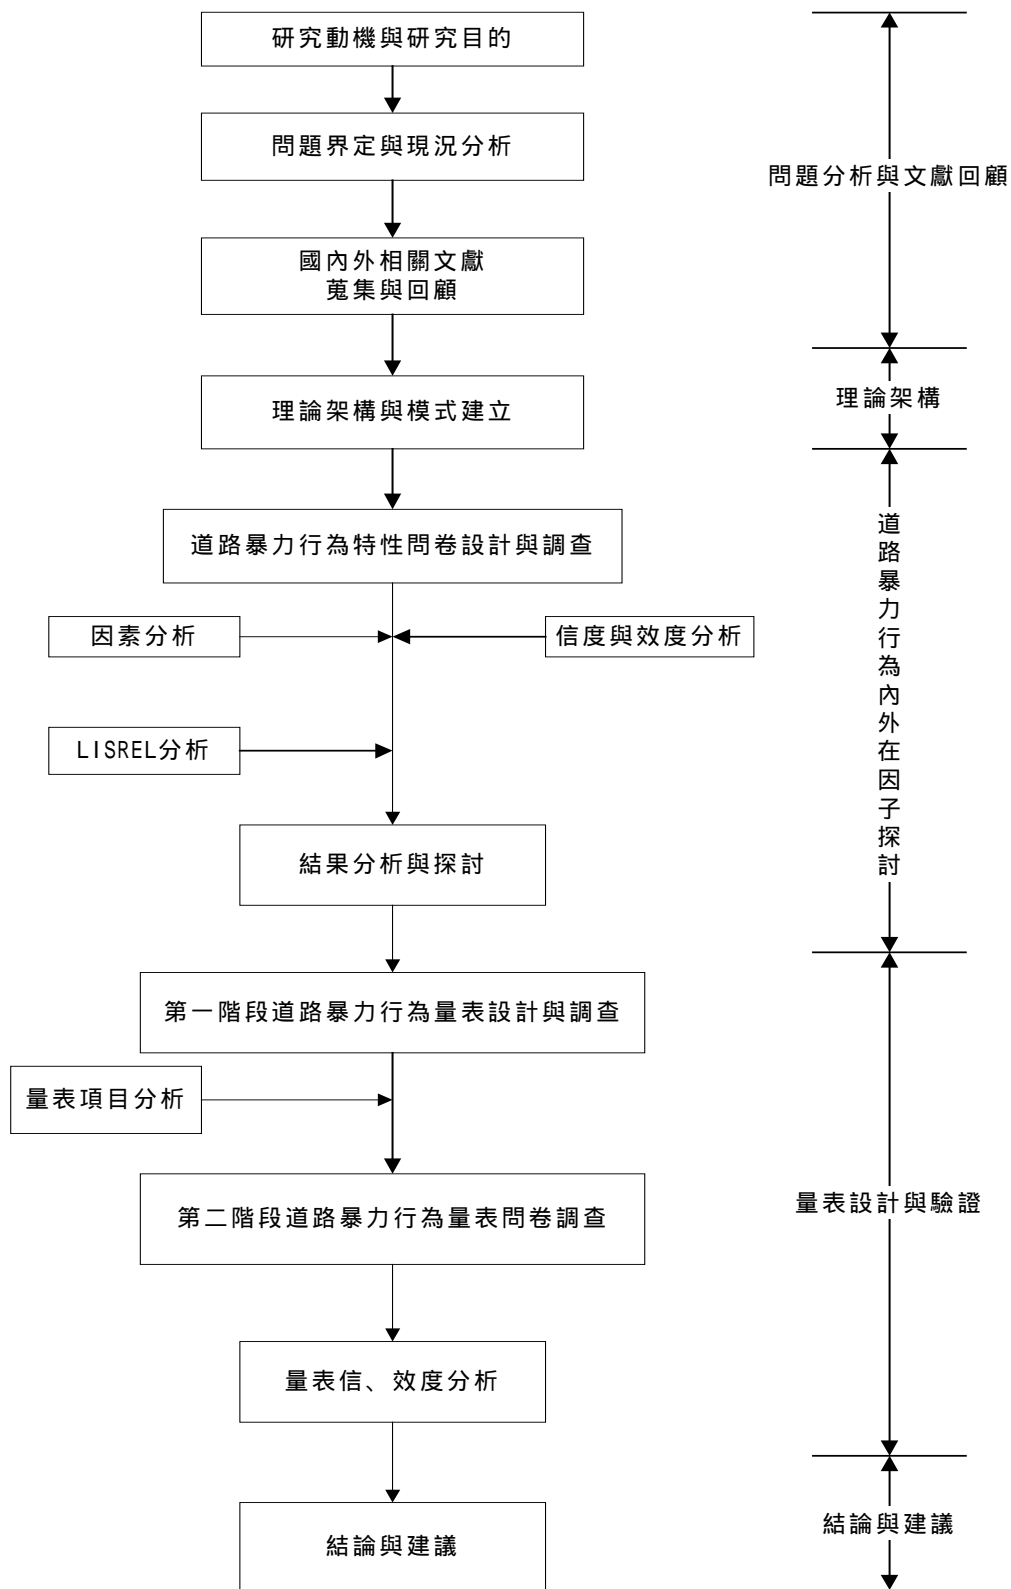 研究動機與研究目的
問題界定與現況分析
問題分析與文獻回顧
國內外相關文獻
蒐集與回顧
理論架構與模式建立
理論架構
道路暴力行為特性問卷設計與調查
因素分析
信度與效度分析
道路暴力行為內外在因子探討
LISREL分析
結果分析與探討
第一階段道路暴力行為量表設計與調查
量表項目分析
第二階段道路暴力行為量表問卷調查
量表設計與驗證
量表信、效度分析
結論與建議
結論與建議